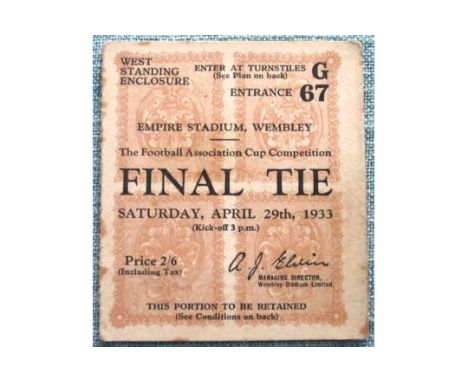 WEST
STANDING
ENCLOSURE
ENTER AT TURNSTILES G
(See Plan on back)
ENTRANCE 67
EMPIRE STADIUM, WEMBLEY
The Football Association Cup Competition
FINAL TIE
SATURDAY, APRIL 29th, 1933
(Kick-off 3 p.m.)
Price 2/6
(Including Tax)
A. J. Elvin
MANAGING DIRECTOR,
Wembley Stadium Limited.
THIS PORTION TO BE RETAINED
(See Conditions on back)